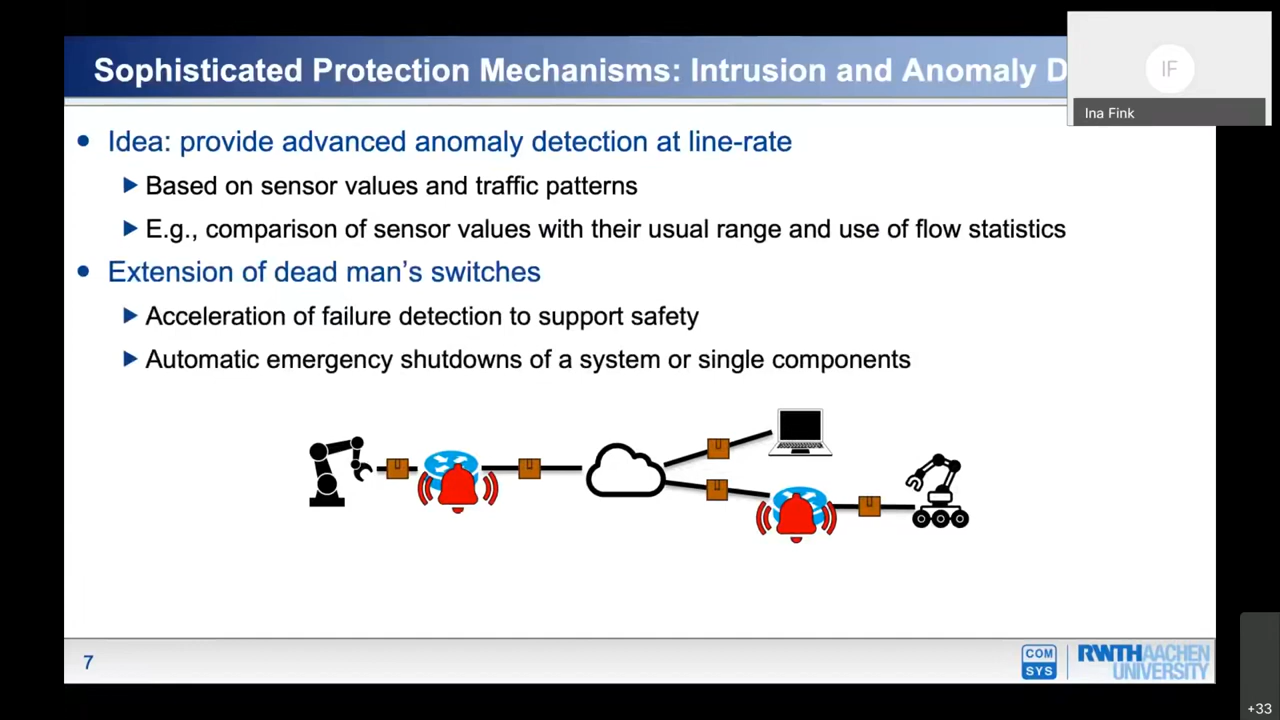 Sophisticated Protection Mechanisms: Intrusion and Anomaly D
IF
Ina Fink
• Idea: provide advanced anomaly detection at line-rate
Based on sensor values and traffic patterns
E.g., comparison of sensor values with their usual range and use of flow statistics
• Extension of dead man’s switches
Acceleration of failure detection to support safety
Automatic emergency shutdowns of a system or single components
7
COM
SYS
RWTHAACHEN
UNIVERSITY
+33